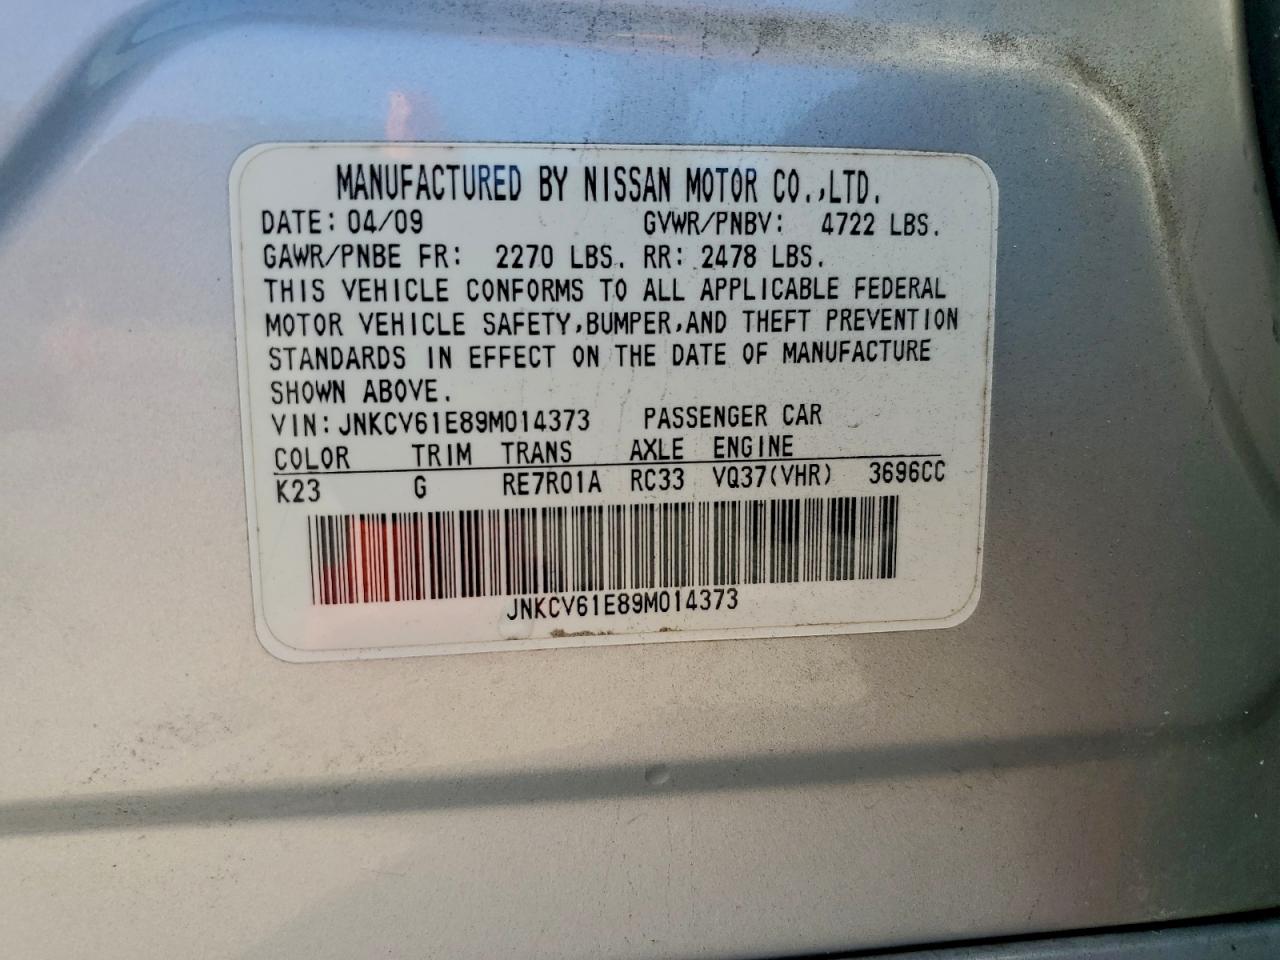 MANUFACTURED BY NISSAN MOTOR CO.,LTD.
DATE: 04/09 GVWR/PNBV: 4722 LBS.
GAWR/PNBE FR: 2270 LBS. RR: 2478 LBS.
THIS VEHICLE CONFORMS TO ALL APPLICABLE FEDERAL
MOTOR VEHICLE SAFETY,BUMPER,AND THEFT PREVENTION
STANDARDS IN EFFECT ON THE DATE OF MANUFACTURE
SHOWN ABOVE.
VIN: JNKCV61E89M014373 PASSENGER CAR
COLOR TRIM TRANS AXLE ENGINE
K23 G RE7R01A RC33 VQ37(VHR) 3696CC
JNKCV61E89M014373